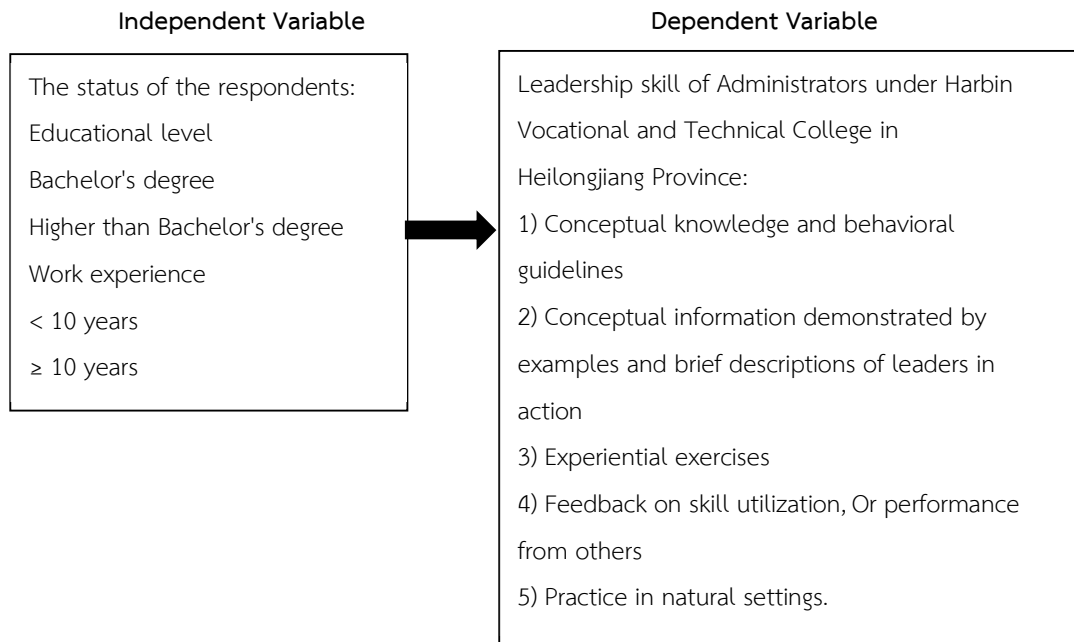 Independent Variable
The status of the respondents:
Educational level
Bachelor's degree
Higher than Bachelor's degree
Work experience
< 10 years
≥ 10 years
Dependent Variable
Leadership skill of Administrators under Harbin
Vocational and Technical College in
Heilongjiang Province:
1) Conceptual knowledge and behavioral
guidelines
2) Conceptual information demonstrated by
examples and brief descriptions of leaders in
action
3) Experiential exercises
4) Feedback on skill utilization, Or performance
from others
5) Practice in natural settings.